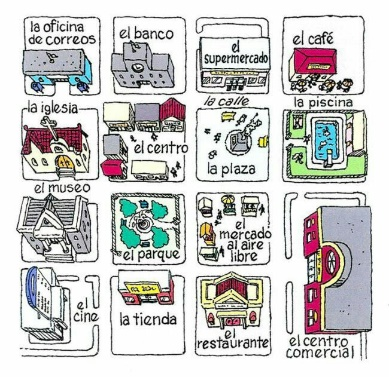 la oficina
de correos
el banco
el
supermercado
el café
la iglesia
el centro
la calle
la plaza
la piscina
el museo
el parque
el
mercado
al aire
libre
el
cine
la tienda
el
restaurante
el centro
comercial